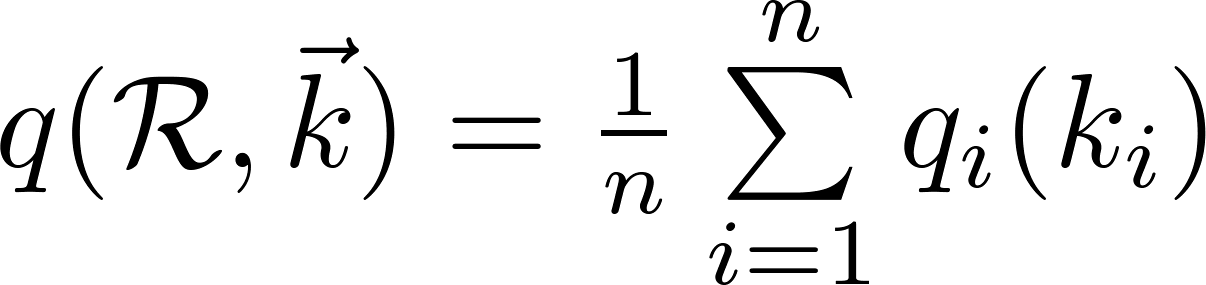 $q(\mathcal{R}, \vec{k}) = \frac{1}{n} \sum_{i=1}^{n} q_i(k_i)$